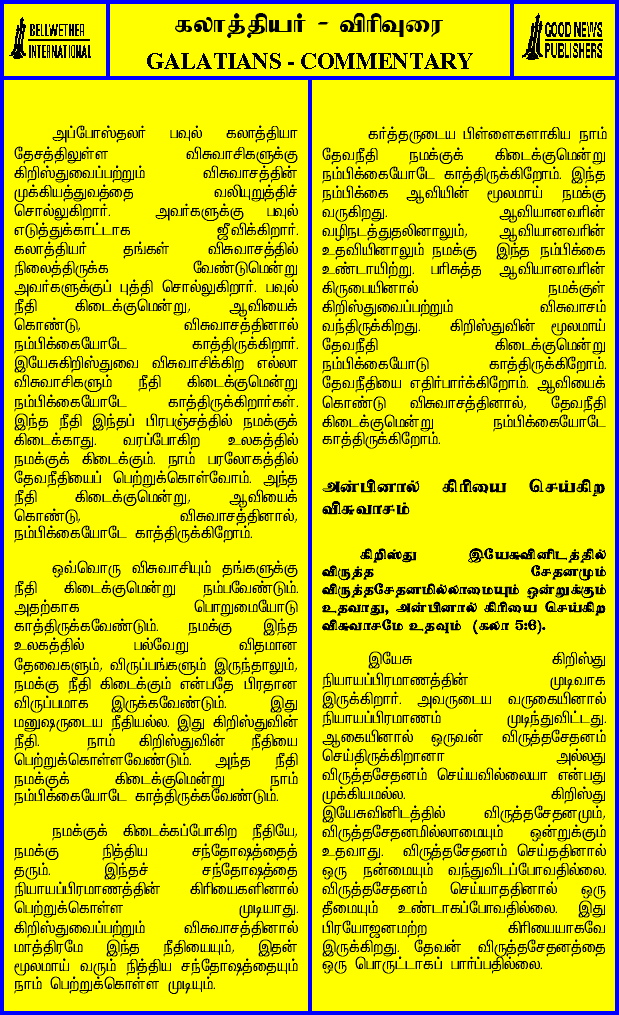 BELLWETHER
INTERNATIONAL
கலாத்தியர் - விரிவுரை
GALATIANS - COMMENTARY
GOOD NEWS
PUBLISHERS
அப்போஸ்தலர் பவுல் கலாத்தியா
தேசத்திலுள்ள விசுவாசிகளுக்கு
கிறிஸ்துவைப்பற்றும் விசுவாசத்தின்
முக்கியத்துவத்தை வலியுறுத்திச்
சொல்லுகிறார். அவர்களுக்கு பவுல்
எடுத்துக்காட்டாக ஜீவிக்கிறார்.
கலாத்தியர் தங்கள் விசுவாசத்தில்
நிலைத்திருக்க வேண்டுமென்று
அவர்களுக்குப் புத்தி சொல்லுகிறார். பவுல்
நீதி கிடைக்குமென்று, ஆவியைக்
கொண்டு, விசுவாசத்தினால்
நம்பிக்கையோடே காத்திருக்கிறார்.
இயேசுகிறிஸ்துவை விசுவாசிக்கிற எல்லா
விசுவாசிகளும் நீதி கிடைக்குமென்று
நம்பிக்கையோடே காத்திருக்கிறார்கள்.
இந்த நீதி இந்தப் பிரபஞ்சத்தில் நமக்குக்
கிடைக்காது. வரப்போகிற உலகத்தில்
நமக்குக் கிடைக்கும். நாம் பரலோகத்தில்
தேவநீதியைப் பெற்றுக்கொள்வோம். அந்த
நீதி கிடைக்குமென்று, ஆவியைக்
கொண்டு, விசுவாசத்தினால்,
நம்பிக்கையோடே காத்திருக்கிறோம்.
ஒவ்வொரு விசுவாசியும் தங்களுக்கு
நீதி கிடைக்குமென்று நம்பவேண்டும்.
அதற்காக பொறுமையோடு
காத்திருக்கவேண்டும். நமக்கு இந்த
உலகத்தில் பல்வேறு விதமான
தேவைகளும், விருப்பங்களும் இருந்தாலும்,
நமக்கு நீதி கிடைக்கும் என்பதே பிரதான
விருப்பமாக இருக்கவேண்டும். இது
மனுஷருடைய நீதியல்ல. இது கிறிஸ்துவின்
நீதி. நாம் கிறிஸ்துவின் நீதியை
பெற்றுக்கொள்ளவேண்டும். அந்த நீதி
நமக்குக் கிடைக்குமென்று நாம்
நம்பிக்கையோடே காத்திருக்கவேண்டும்.
நமக்குக் கிடைக்கப்போகிற நீதியே,
நமக்கு நித்திய சந்தோஷத்தைத்
தரும். இந்தச் சந்தோஷத்தை
நியாயப்பிரமாணத்தின் கிரியைகளினால்
பெற்றுக்கொள்ள முடியாது.
கிறிஸ்துவைப்பற்றும் விசுவாசத்தினால்
மாத்திரமே இந்த நீதியையும், இதன்
மூலமாய் வரும் நித்திய சந்தோஷத்தையும்
நாம் பெற்றுக்கொள்ள முடியும்.
கர்த்தருடைய பிள்ளைகளாகிய நாம்
தேவநீதி நமக்குக் கிடைக்குமென்று
நம்பிக்கையோடே காத்திருக்கிறோம். இந்த
நம்பிக்கை ஆவியின் மூலமாய் நமக்கு
வருகிறது. ஆவியானவரின்
வழிநடத்துதலினாலும், ஆவியானவரின்
உதவியினாலும் நமக்கு இந்த நம்பிக்கை
உண்டாயிற்று. பரிசுத்த ஆவியானவரின்
கிருபையினால் நமக்குள்
கிறிஸ்துவைப்பற்றும் விசுவாசம்
வந்திருக்கிறது. கிறிஸ்துவின் மூலமாய்
தேவநீதி கிடைக்குமென்று
நம்பிக்கையோடு காத்திருக்கிறோம்.
தேவநீதியை எதிர்பார்க்கிறோம். ஆவியைக்
கொண்டு விசுவாசத்தினால், தேவநீதி
கிடைக்குமென்று நம்பிக்கையோடே
காத்திருக்கிறோம்.
அன்பினால் கிரியை செய்கிற
விசுவாசம்
கிறிஸ்து இயேசுவினிடத்தில்
விருத்த சேதனமும்
விருத்தசேதனமில்லாமையும் ஒன்றுக்கும்
உதவாது, அன்பினால் கிரியை செய்கிற
விசுவாசமே உதவும் (கலா 5:6).
இயேசு கிறிஸ்து
நியாயப்பிரமாணத்தின் முடிவாக
இருக்கிறார். அவருடைய வருகையினால்
நியாயப்பிரமாணம் முடிந்துவிட்டது.
ஆகையினால் ஒருவன் விருத்தசேதனம்
செய்திருக்கிறானா அல்லது
விருத்தசேதனம் செய்யவில்லையா என்பது
முக்கியமல்ல. கிறிஸ்து
இயேசுவினிடத்தில் விருத்தசேதனமும்,
விருத்தசேதனமில்லாமையும் ஒன்றுக்கும்
உதவாது. விருத்தசேதனம் செய்ததினால்
ஒரு நன்மையும் வந்துவிடப்போவதில்லை.
விருத்தசேதனம் செய்யாததினால் ஒரு
தீமையும் உண்டாகப்போவதில்லை. இது
பிரயோஜனமற்ற கிரியையாகவே
இருக்கிறது. தேவன் விருத்தசேதனத்தை
ஒரு பொருட்டாகப் பார்ப்பதில்லை.